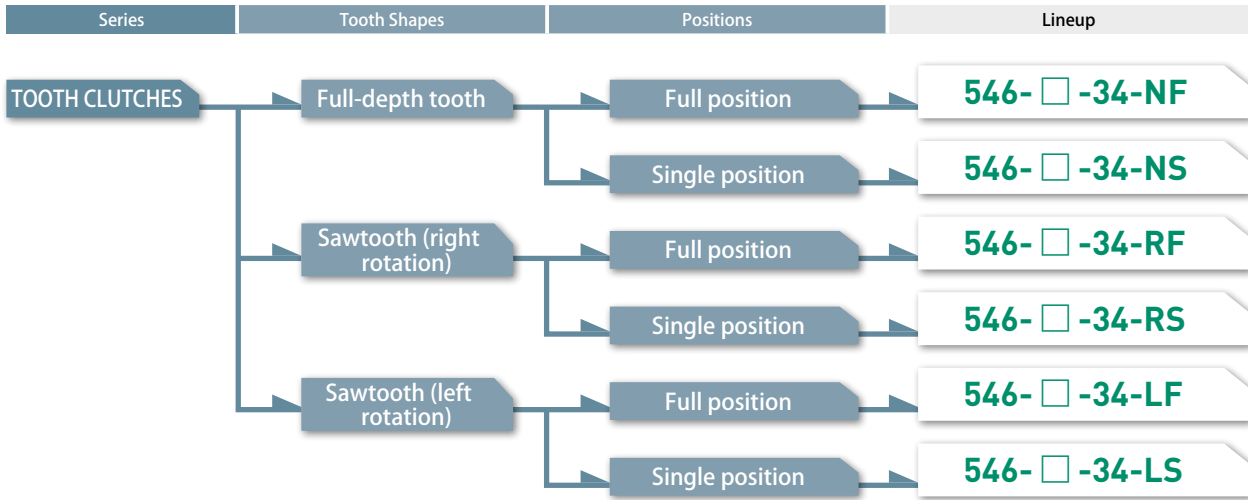 Series Tooth Shapes Positions Lineup
TOOTH CLUTCHES Full-depth tooth Full position 546- □ -34-NF
Single position 546- □ -34-NS
Sawtooth (right
rotation)
Full position 546- □ -34-RF
Single position 546- □ -34-RS
Sawtooth (left
rotation)
Full position 546- □ -34-LF
Single position 546- □ -34-LS